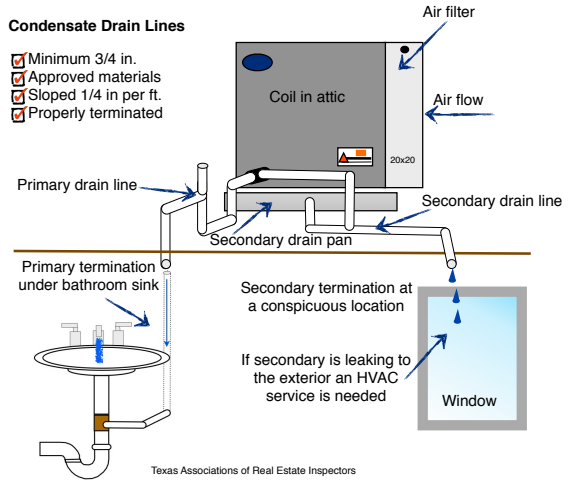 Condensate Drain Lines
Minimum 3/4 in.
Approved materials
Sloped 1/4 in per ft.
Properly terminated
Air filter
Coil in attic
Air flow
20x20
Primary drain line
Secondary drain line
Secondary drain pan
Primary termination
under bathroom sink
Secondary termination at
a conspicuous location
If secondary is leaking to
the exterior an HVAC
service is needed
Window
Texas Associations of Real Estate Inspectors